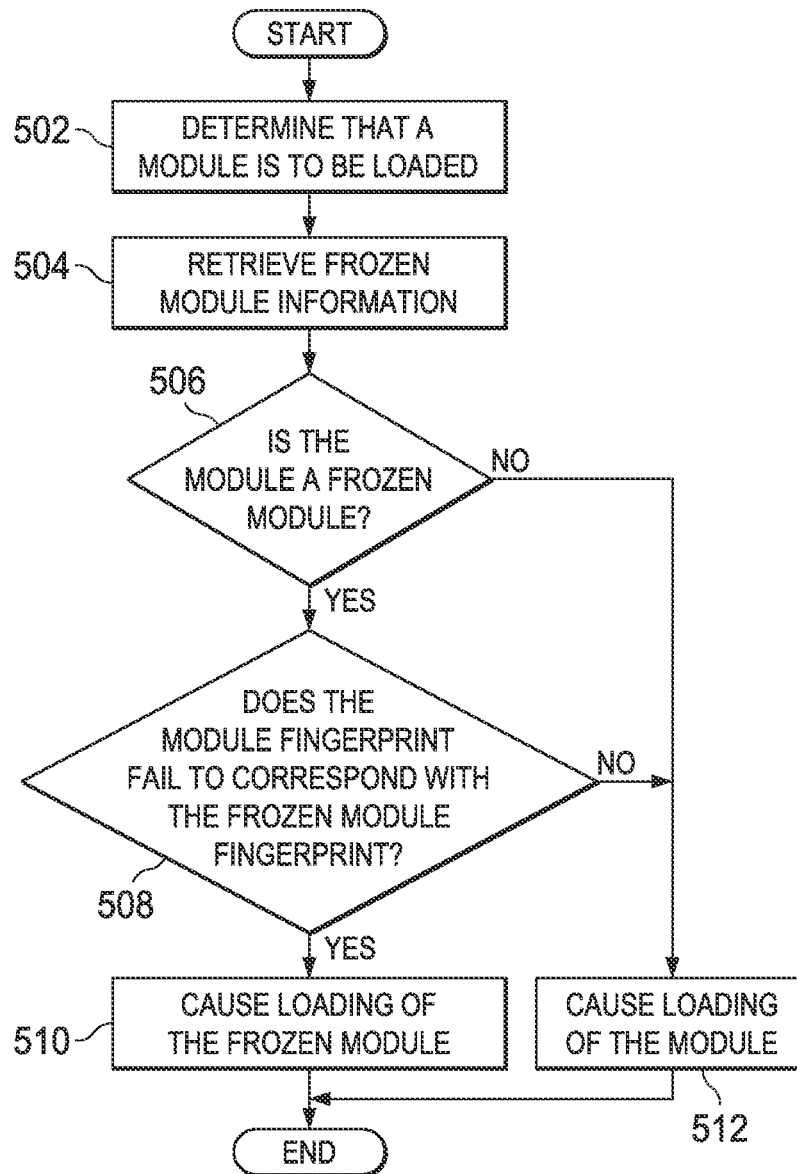 START
502
DETERMINE THAT A
MODULE IS TO BE LOADED
504
RETRIEVE FROZEN
MODULE INFORMATION
506
IS THE
MODULE A FROZEN
MODULE?
NO
YES
DOES THE
MODULE FINGERPRINT
FAIL TO CORRESPOND WITH
THE FROZEN MODULE
FINGERPRINT?
NO
508
YES
510
CAUSE LOADING OF
THE FROZEN MODULE
CAUSE LOADING
OF THE MODULE
512
END